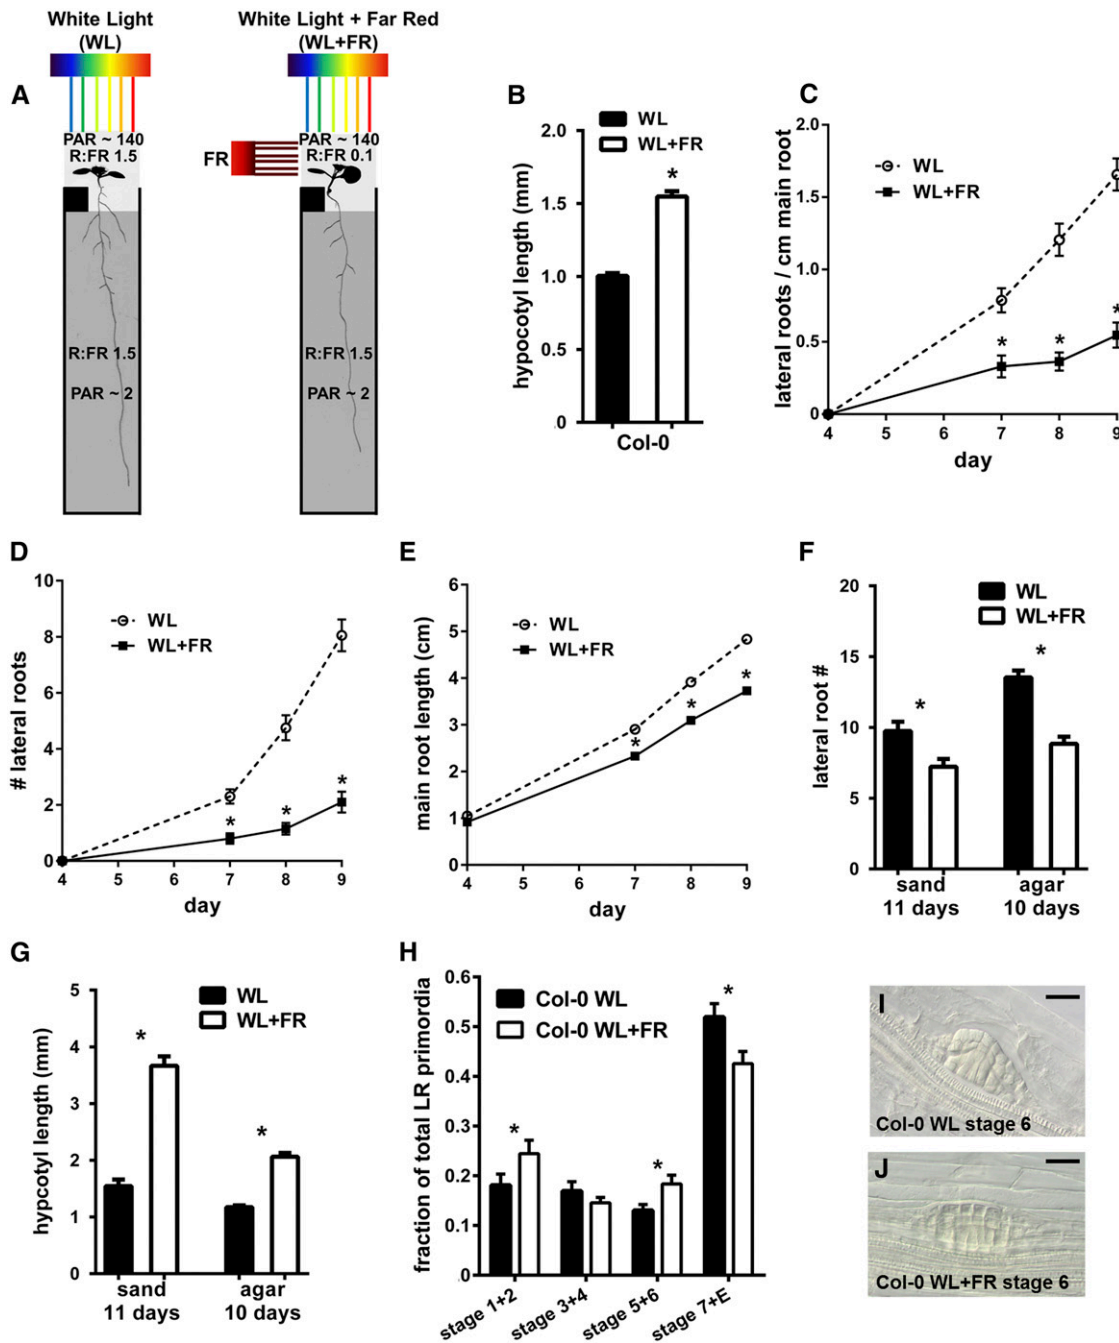 White Light
(WL)
White Light + Far Red
(WL+FR)
A
PAR ~ 140
R:FR 1.5
R:FR 1.5
PAR ~ 2
FR
PAR ~ 140
R:FR 0.1
R:FR 1.5
PAR ~ 2
B
WL
WL+FR
hypocotyl length (mm)
2.0
1.5
1.0
0.5
.0
*
Col-0
C
WL
WL+FR
lateral roots / cm main root
2.0
1.5
1.0
0.5
0.0
* * *
4 5 6 7 8 9
day
D
WL
WL+FR
# lateral roots
10
8
6
4
2
0
* * *
4 5 6 7 8 9
day
E
WL
WL+FR
main root length (cm)
6
5
4
3
2
1
0
* * *
4 5 6 7 8 9
day
F
WL
WL+FR
lateral root #
20
15
10
5
0
* *
sand agar
11 days 10 days
G
WL
WL+FR
hypcotyl length (mm)
5
4
3
2
1
0
* *
sand agar
11 days 10 days
H
Col-0 WL
Col-0 WL+FR
fraction of total LR primordia
0.6
0.5
0.4
0.3
0.2
0.1
.0
* * *
stage 1+2 stage 3+4 stage 5+6 stage 7+E
I
Col-0 WL stage 6
J
Col-0 WL+FR stage 6